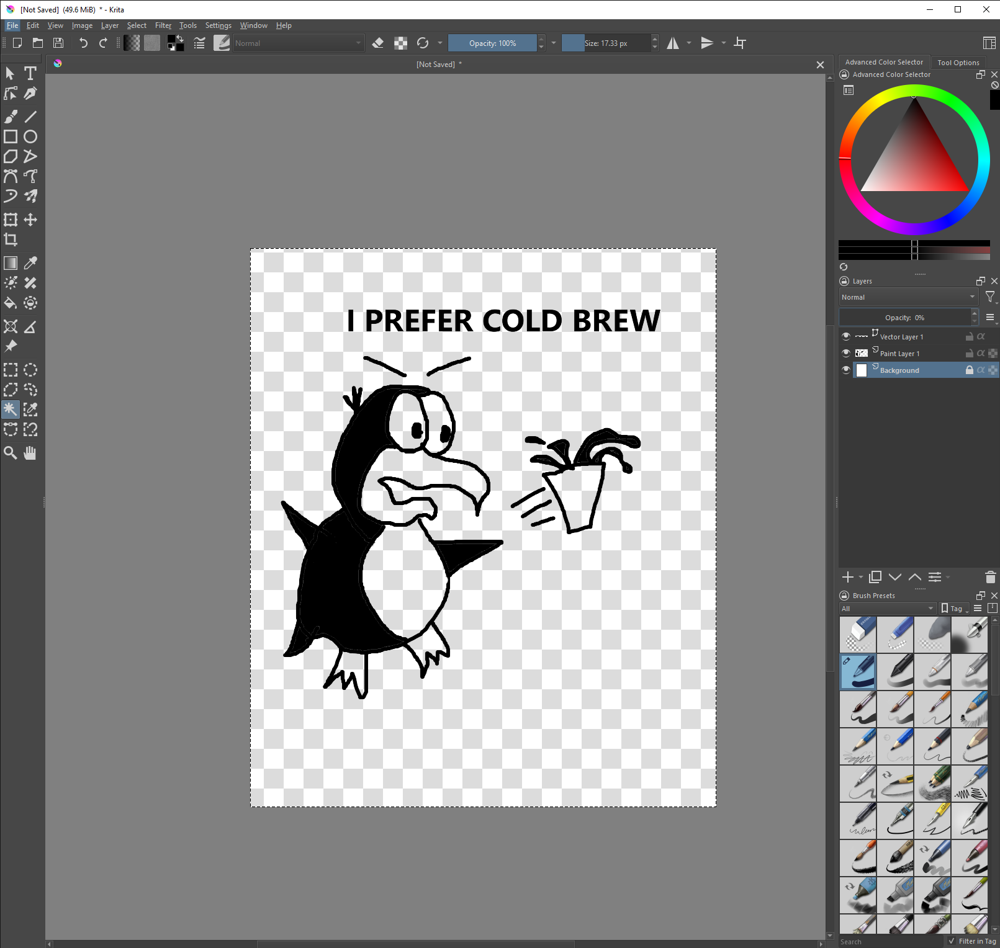 [Not Saved]  (49.6 MiB)  * - Krita
File Edit View Image Layer Select Filter Tools Settings Window Help
Normal Opacity: 100% Size: 17.33 px
[Not Saved]  *
Advanced Color Selector Tool Options
Advanced Color Selector
I PREFER COLD BREW
Layers
Normal
Opacity:  0%
Vector Layer 1
Paint Layer 1
Background
Brush Presets
All Tag
Search Filter in Tag